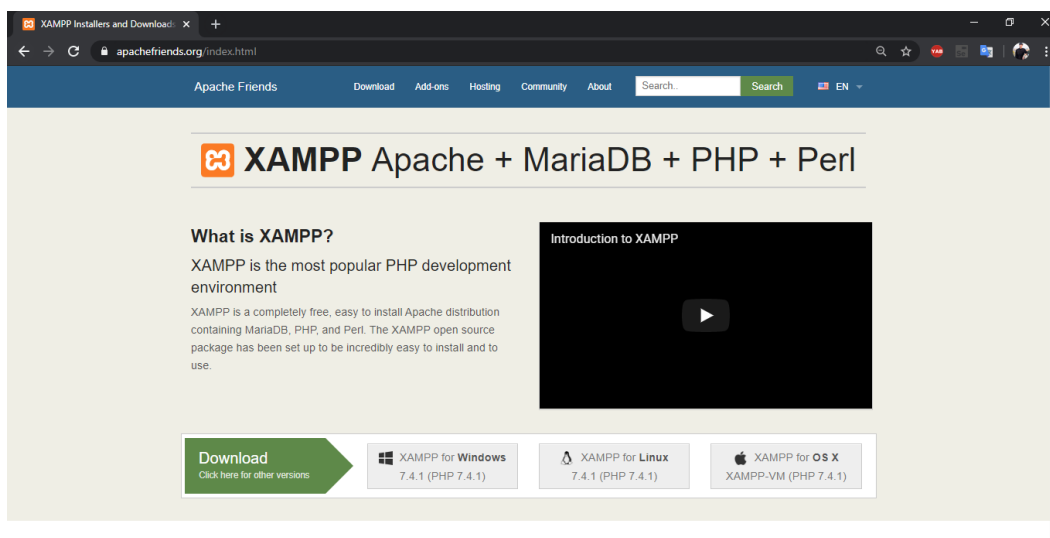 XAMPP Installers and Downloads
apachefriends.org/index.html
YAB
Apache Friends Download Add-ons Hosting Community About Search.. Search EN
XAMPP Apache + MariaDB + PHP + Perl
What is XAMPP?
XAMPP is the most popular PHP development
environment
XAMPP is a completely free, easy to install Apache distribution
containing MariaDB, PHP, and Perl. The XAMPP open source
package has been set up to be incredibly easy to install and to
use.
Introduction to XAMPP
Download
Click here for other versions
XAMPP for Windows
7.4.1 (PHP 7.4.1)
XAMPP for Linux
7.4.1 (PHP 7.4.1)
XAMPP for OS X
XAMPP-VM (PHP 7.4.1)